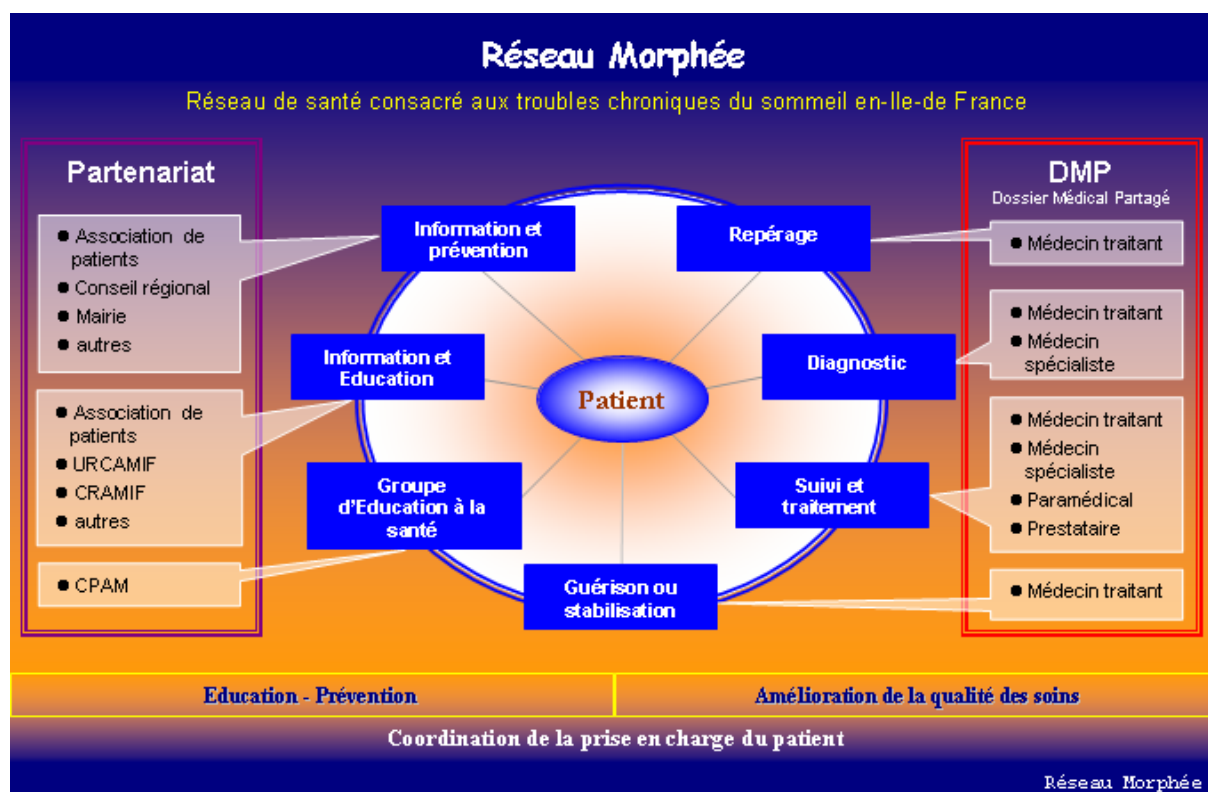 Réseau Morphée
Réseau de santé consacré aux troubles chroniques du sommeil en-Ile-de France
Partenariat
● Association de
patients
● Conseil régional
● Mairie
● autres
● Association de
patients
● URCAMIF
● CRAMIF
● autres
● CPAM
Information et
prévention
Information et
Education
Groupe
d'Education à la
santé
Patient
Repérage
Diagnostic
Suivi et
traitement
Guérison ou
stabilisation
DMP
Dossier Médical Partagé
● Médecin traitant
● Médecin traitant
● Médecin
spécialiste
● Médecin traitant
● Médecin
spécialiste
● Paramédical
● Prestataire
● Médecin traitant
Education - Prévention
Amélioration de la qualité des soins
Coordination de la prise en charge du patient
Réseau Morphée